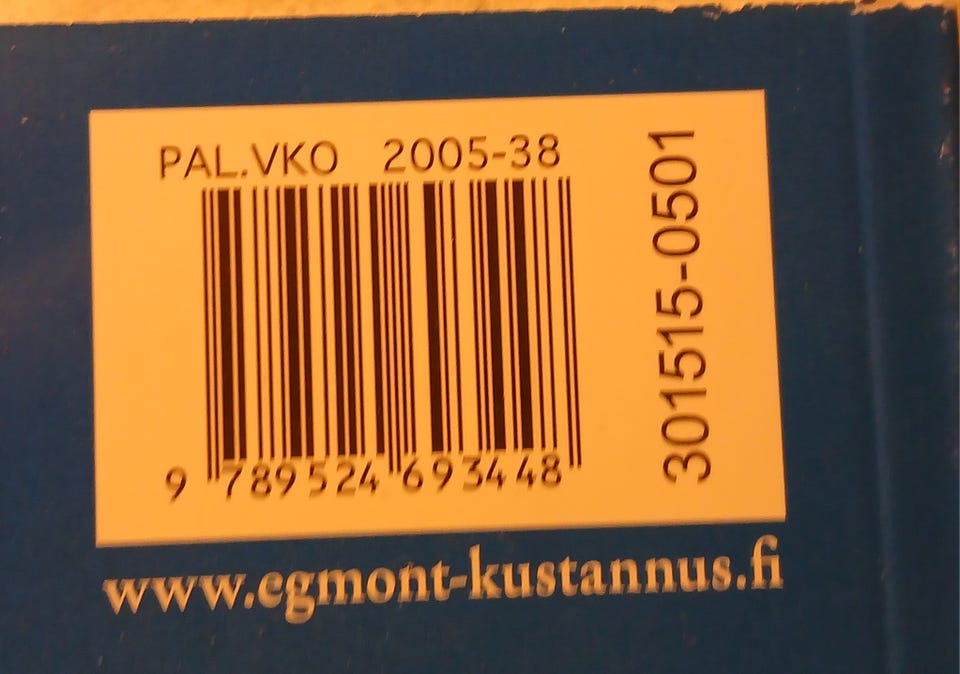 PAL.VKO 2005-38
9 789524 693448
301515-0501
www.egmont-kustannus.fi